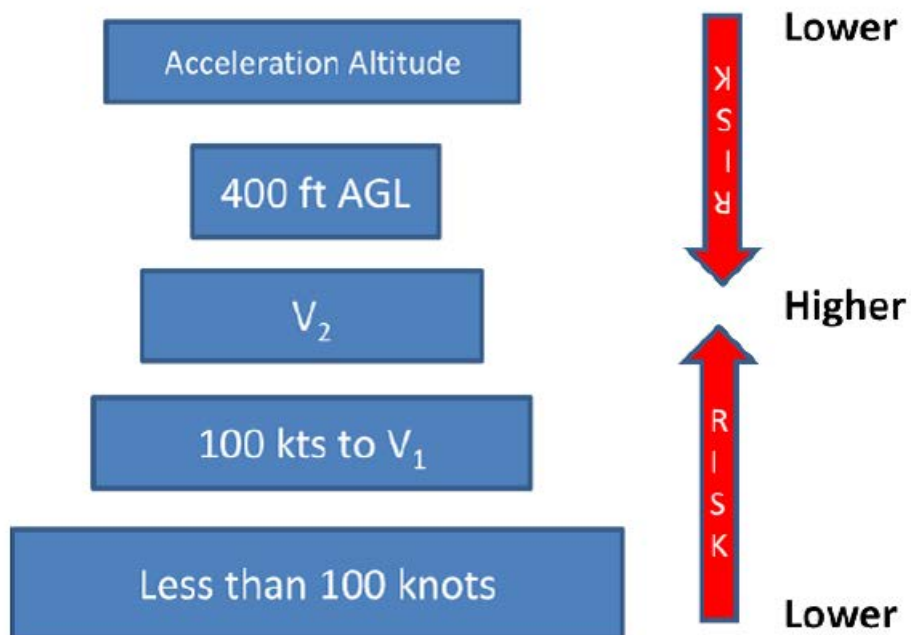 Acceleration Altitude
Lower
RISK
400 ft AGL
V₂
Higher
100 kts to V₁
RISK
Less than 100 knots
Lower